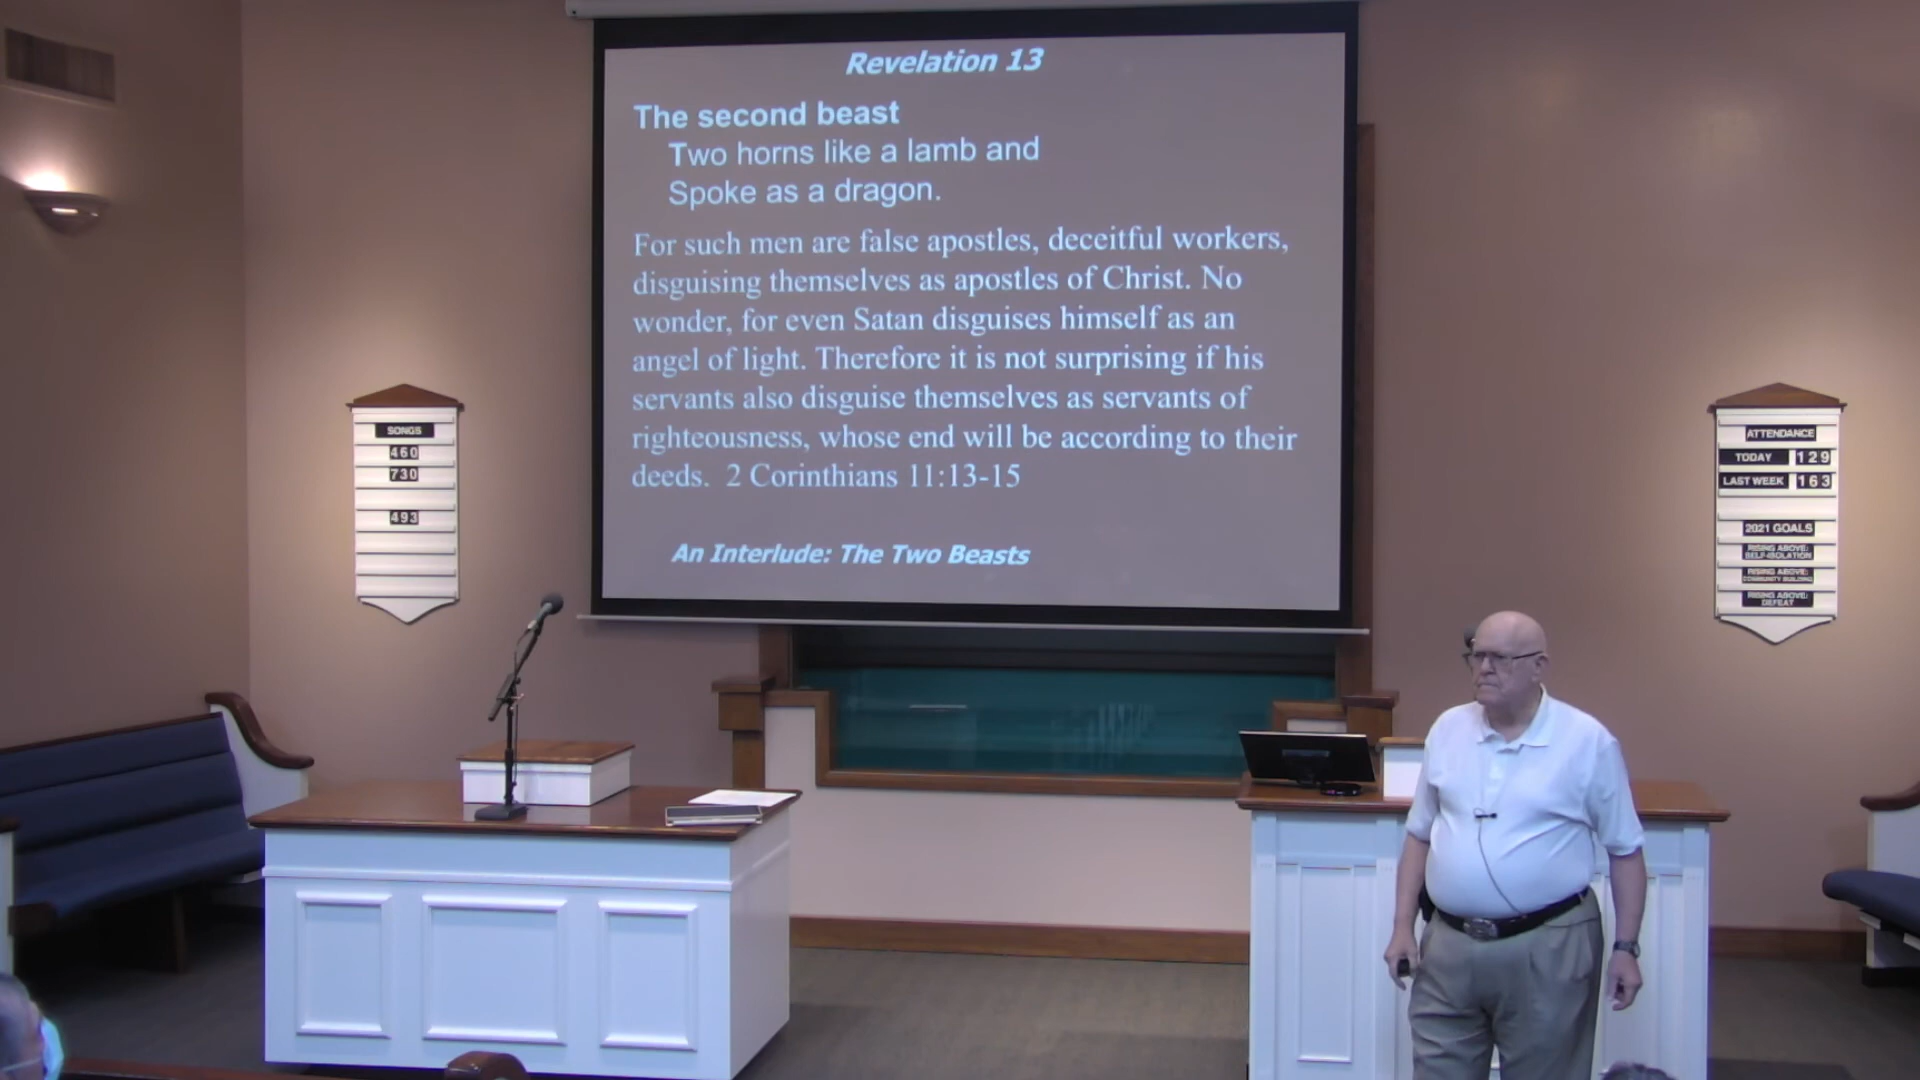 Revelation 13
The second beast
Two horns like a lamb and
Spoke as a dragon.
For such men are false apostles, deceitful workers,
disguising themselves as apostles of Christ. No
wonder, for even Satan disguises himself as an
angel of light. Therefore it is not surprising if his
servants also disguise themselves as servants of
righteousness, whose end will be according to their
deeds. 2 Corinthians 11:13-15
An Interlude: The Two Beasts
SONGS
460
730
493
ATTENDANCE
TODAY 129
LAST WEEK 163
2021 GOALS
RISING ABOVE:
SELF-ISOLATION
RISING ABOVE:
COMMUNITY BUILDING
RISING ABOVE:
DEFEAT